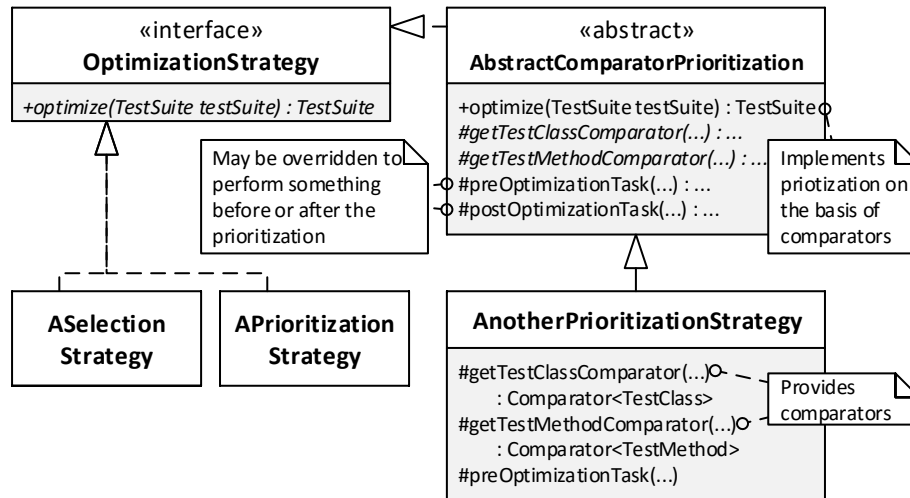 «interface»
OptimizationStrategy
+optimize(TestSuite testSuite) : TestSuite
«abstract»
AbstractComparatorPrioritization
+optimize(TestSuite testSuite) : TestSuite
#getTestClassComparator(...) : ...
#getTestMethodComparator(...) : ...
#preOptimizationTask(...) : ...
#postOptimizationTask(...) : ...
May be overridden to
perform something
before or after the
prioritization
Implements
priotization on
the basis of
comparators
ASelection
Strategy
APrioritization
Strategy
AnotherPrioritizationStrategy
#getTestClassComparator(...)
: Comparator<TestClass>
#getTestMethodComparator(...)
: Comparator<TestMethod>
#preOptimizationTask(...)
Provides
comparators